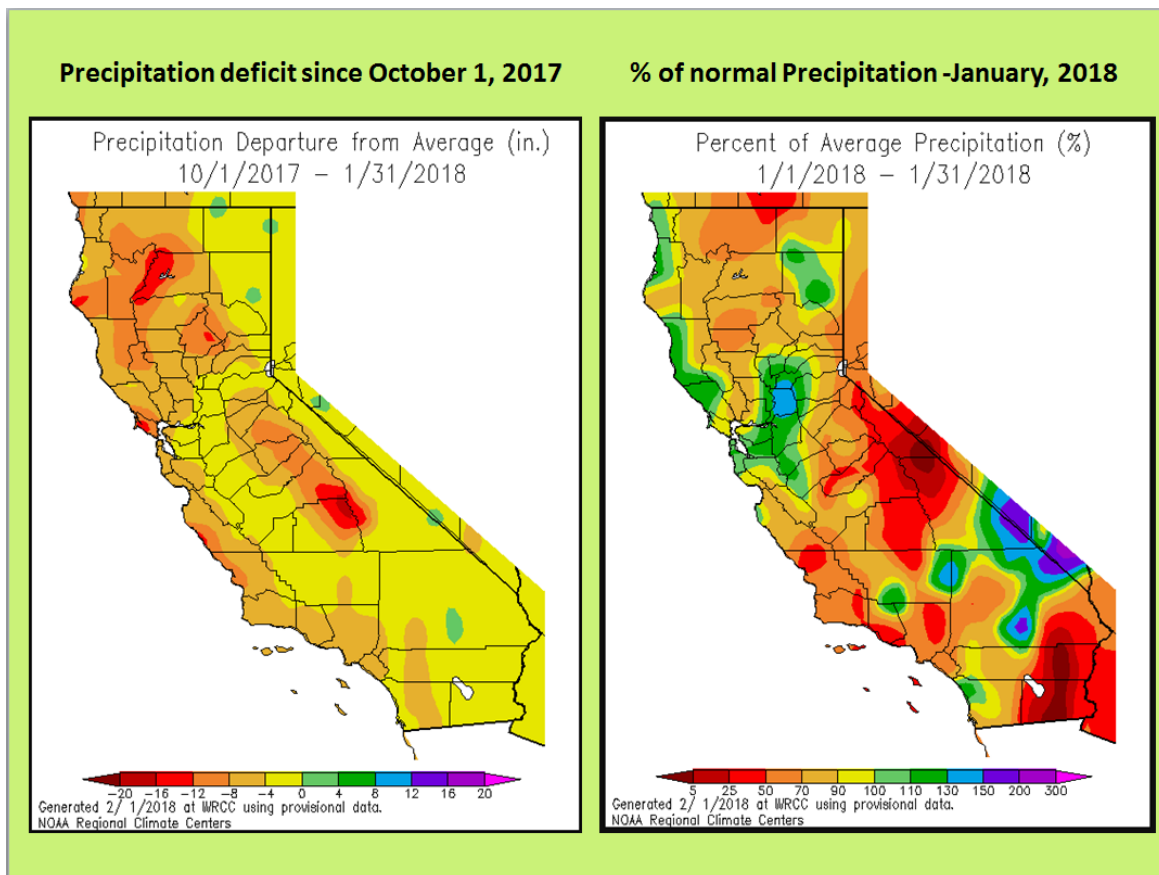 Precipitation deficit since October 1, 2017
% of normal Precipitation -January, 2018
Precipitation Departure from Average (in.)
10/1/2017 – 1/31/2018
-20 -16 -12 -8 -4 0 4 8 12 16 20
Generated 2/ 1/2018 at WRCC using provisional data.
NOAA Regional Climate Centers
Percent of Average Precipitation (%)
1/1/2018 – 1/31/2018
5 25 50 70 90 100 110 130 150 200 300
Generated 2/ 1/2018 at WRCC using provisional data.
NOAA Regional Climate Centers